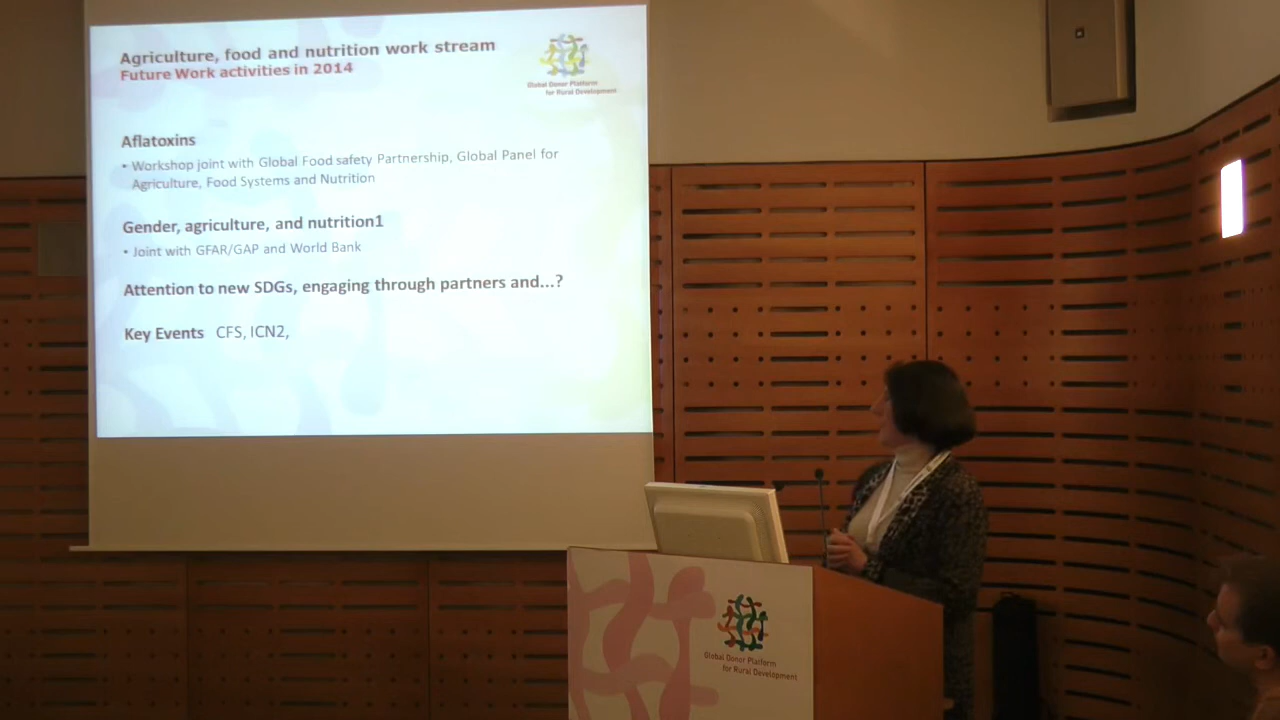 Agriculture, food and nutrition work stream
Future Work activities in 2014
Global Donor Platform
for Rural Development
Aflatoxins
• Workshop joint with Global Food safety Partnership, Global Panel for
Agriculture, Food Systems and Nutrition
Gender, agriculture, and nutrition1
• Joint with GFAR/GAP and World Bank
Attention to new SDGs, engaging through partners and...?
Key Events CFS, ICN2,
Global Donor Platform
for Rural Development